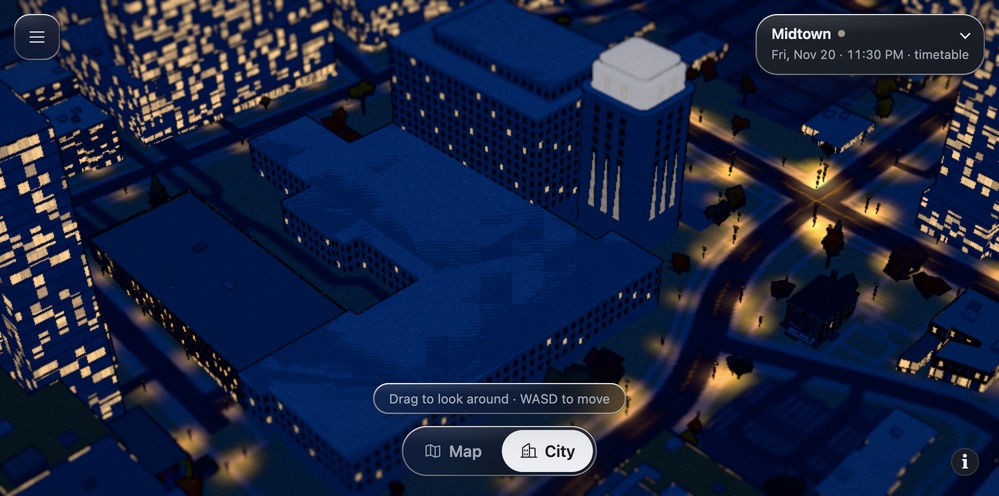 Midtown
Fri, Nov 20 · 11:30 PM · timetable
Drag to look around · WASD to move
Map
City
i